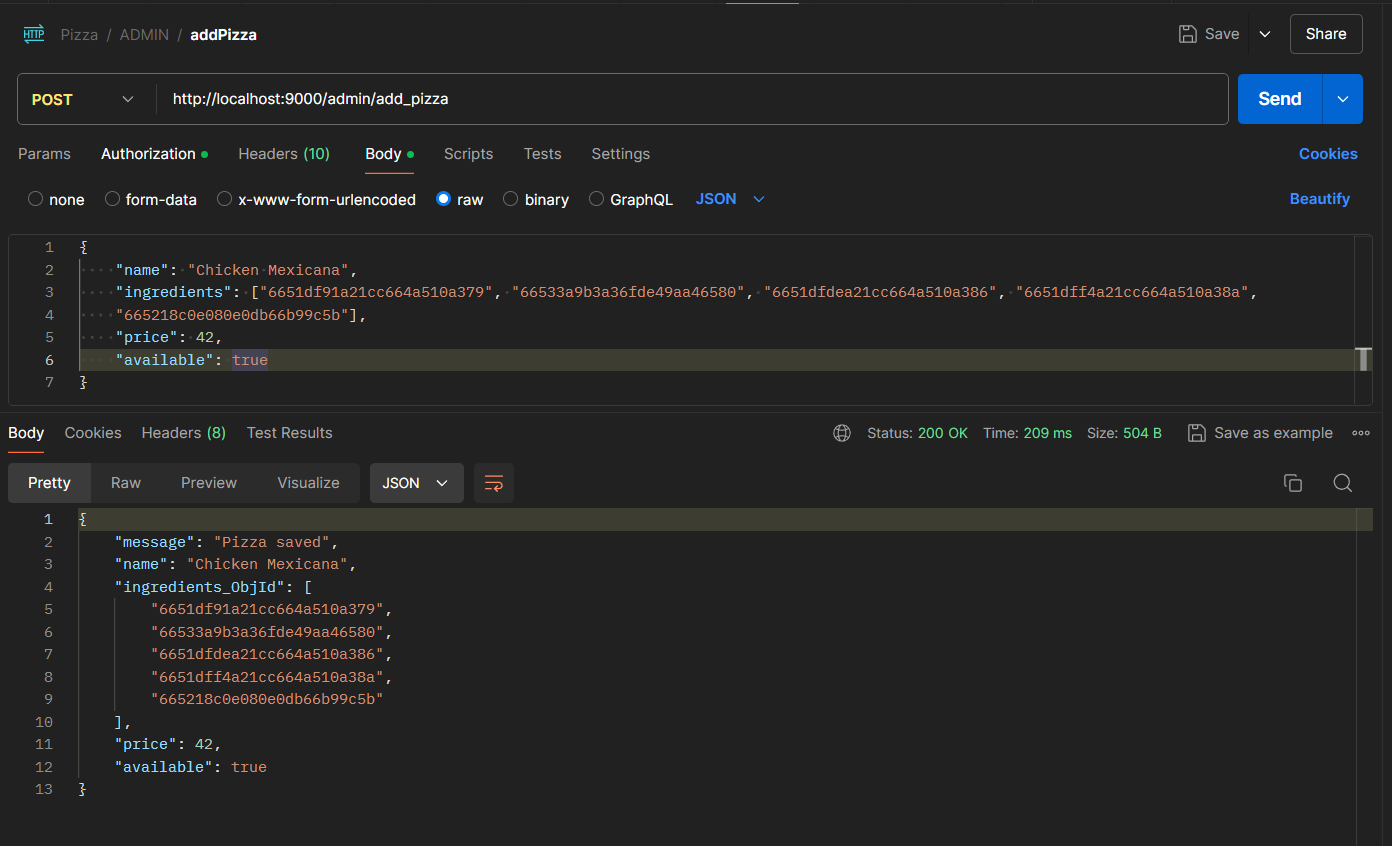 HTTP Pizza / ADMIN / addPizza Save Share
POST http://localhost:9000/admin/add_pizza Send
Params Authorization Headers (10) Body Scripts Tests Settings Cookies
none form-data x-www-form-urlencoded raw binary GraphQL JSON Beautify
1 {
2 "name": "Chicken Mexicana",
3 "ingredients": ["6651df91a21cc664a510a379", "66533a9b3a36fde49aa46580", "6651dfdea21cc664a510a386", "6651dff4a21cc664a510a38a",
4 "665218c0e080e0db66b99c5b"],
5 "price": 42,
6 "available": true
7 }
Body Cookies Headers (8) Test Results Status: 200 OK Time: 209 ms Size: 504 B Save as example
Pretty Raw Preview Visualize JSON
1 {
2 "message": "Pizza saved",
3 "name": "Chicken Mexicana",
4 "ingredients_ObjId": [
5 "6651df91a21cc664a510a379",
6 "66533a9b3a36fde49aa46580",
7 "6651dfdea21cc664a510a386",
8 "6651dff4a21cc664a510a38a",
9 "665218c0e080e0db66b99c5b"
10 ],
11 "price": 42,
12 "available": true
13 }